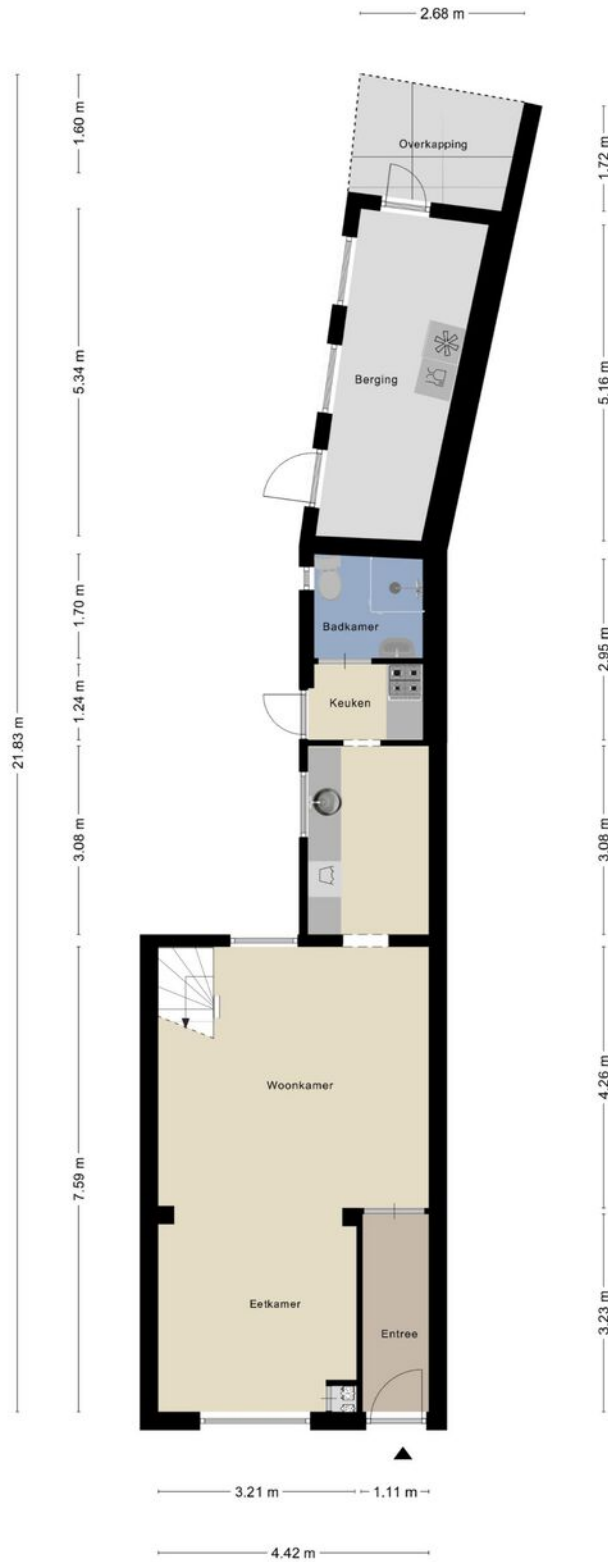 2.68 m
1.60 m
Overkapping
1.72 m
5.34 m
Berging
5.16 m
21.83 m
1.70 m
Badkamer
2.95 m
1.24 m
Keuken
3.08 m
3.08 m
Woonkamer
4.26 m
7.59 m
Eetkamer
Entree
3.23 m
3.21 m
1.11 m
4.42 m